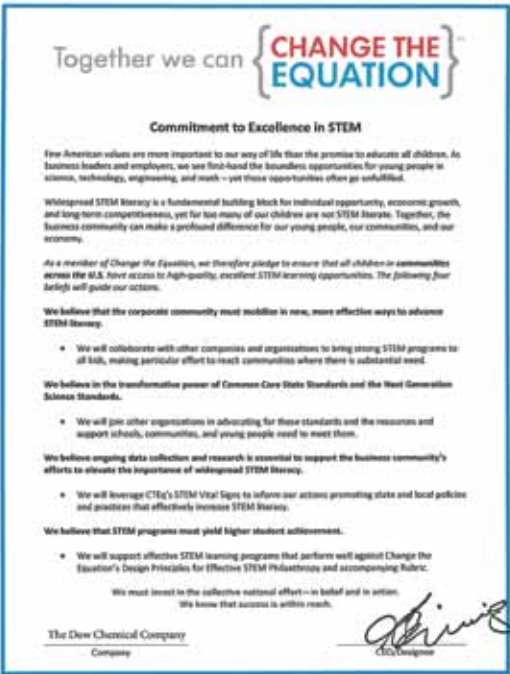 Together we can {CHANGE THE
EQUATION}
Commitment to Excellence in STEM
Few American values are more important to our way of life than the promise to educate all children. As
business leaders and employers, we see first-hand the boundless opportunities for young people in
science, technology, engineering, and math – yet those opportunities often go unfulfilled.
Widespread STEM literacy is a fundamental building block for individual opportunity, economic growth,
and long-term competitiveness, yet far too many of our children are not STEM literate. Together, the
business community can make a profound difference for our young people, our communities, and our
economy.
As a member of Change the Equation, we therefore pledge to ensure that all children in communities
across the U.S. have access to high-quality, excellent STEM learning opportunities. The following four
beliefs will guide our actions.
We believe that the corporate community must mobilize in new, more effective ways to advance
STEM literacy.
• We will collaborate with other companies and organizations to bring strong STEM programs to
all kids, making particular effort to reach communities where there is substantial need.
We believe in the transformative power of Common Core State Standards and the Next Generation
Science Standards.
• We will join other organizations in advocating for these standards and the resources and
support schools, communities, and young people need to meet them.
We believe ongoing data collection and research is essential to support the business community's
efforts to elevate the importance of widespread STEM literacy.
• We will leverage CTEq's STEM Vital Signs to inform our actions promoting state and local policies
and practices that effectively increase STEM literacy.
We believe that STEM programs must yield higher student achievement.
• We will support effective STEM learning programs that perform well against Change the
Equation's Design Principles for Effective STEM Philanthropy and accompanying Rubric.
We must invest in the collective national effort—in belief and in action.
We know that success is within reach.
The Dow Chemical Company
Company
CEO/Designee